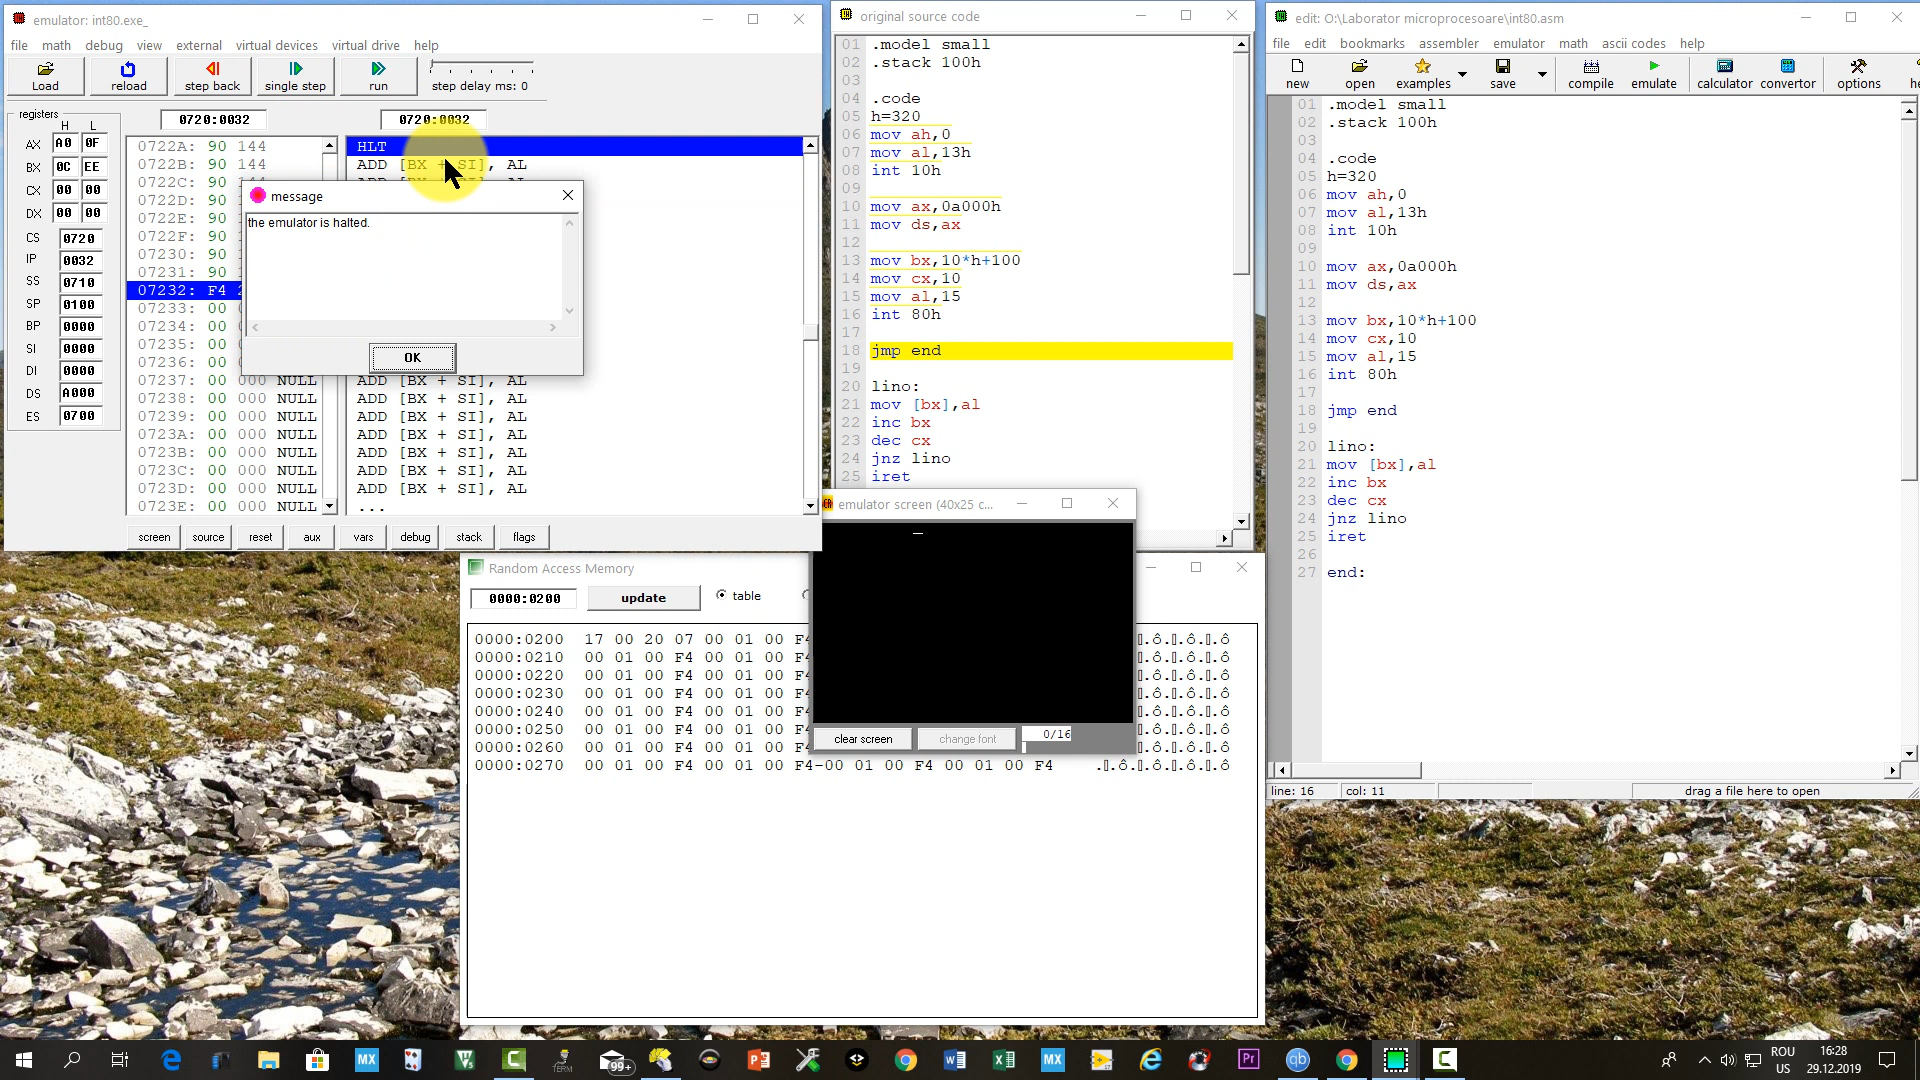 emulator: int80.exe_
file math debug view external virtual devices virtual drive help
Load reload step back single step run step delay ms: 0
registers
H L
AX A0 0F
BX 0C EE
CX 00 00
DX 00 00
CS 0720
IP 0032
SS 0710
SP 0100
BP 0000
SI 0000
DI 0000
DS A000
ES 0700
0720:0032 0720:0032
0722A: 90 144
0722B: 90 144
0722C: 90
0722D: 90
0722E: 90
0722F: 90
07230: 90
07231: 90
07232: F4
07233: 00
07234: 00
07235: 00
07236: 00
07237: 00 000 NULL
07238: 00 000 NULL
07239: 00 000 NULL
0723A: 00 000 NULL
0723B: 00 000 NULL
0723C: 00 000 NULL
0723D: 00 000 NULL
0723E: 00 000 NULL
HLT
ADD [BX + SI], AL
ADD [BX + SI], AL
ADD [BX + SI], AL
ADD [BX + SI], AL
ADD [BX + SI], AL
ADD [BX + SI], AL
ADD [BX + SI], AL
ADD [BX + SI], AL
...
message
the emulator is halted.
OK
screen source reset aux vars debug stack flags
original source code
01 .model small
02 .stack 100h
03
04 .code
05 h=320
06 mov ah,0
07 mov al,13h
08 int 10h
09
10 mov ax,0a000h
11 mov ds,ax
12
13 mov bx,10*h+100
14 mov cx,10
15 mov al,15
16 int 80h
17
18 jmp end
19
20 lino:
21 mov [bx],al
22 inc bx
23 dec cx
24 jnz lino
25 iret
emulator screen (40x25 c...
clear screen change font 0/16
Random Access Memory
0000:0200 update table
0000:0200 17 00 20 07 00 01 00 F4
0000:0210 00 01 00 F4 00 01 00 F4
0000:0220 00 01 00 F4 00 01 00 F4
0000:0230 00 01 00 F4 00 01 00 F4
0000:0240 00 01 00 F4 00 01 00 F4
0000:0250 00 01 00 F4 00 01 00 F4
0000:0260 00 01 00 F4 00 01 00 F4
0000:0270 00 01 00 F4 00 01 00 F4-00 01 00 F4 00 01 00 F4
edit: O:\Laborator microprocesoare\int80.asm
file edit bookmarks assembler emulator math ascii codes help
new open examples save compile emulate calculator convertor options
01 .model small
02 .stack 100h
03
04 .code
05 h=320
06 mov ah,0
07 mov al,13h
08 int 10h
09
10 mov ax,0a000h
11 mov ds,ax
12
13 mov bx,10*h+100
14 mov cx,10
15 mov al,15
16 int 80h
17
18 jmp end
19
20 lino:
21 mov [bx],al
22 inc bx
23 dec cx
24 jnz lino
25 iret
26
27 end:
line: 16 col: 11 drag a file here to open
99+
ROU
US
16:28
29.12.2019